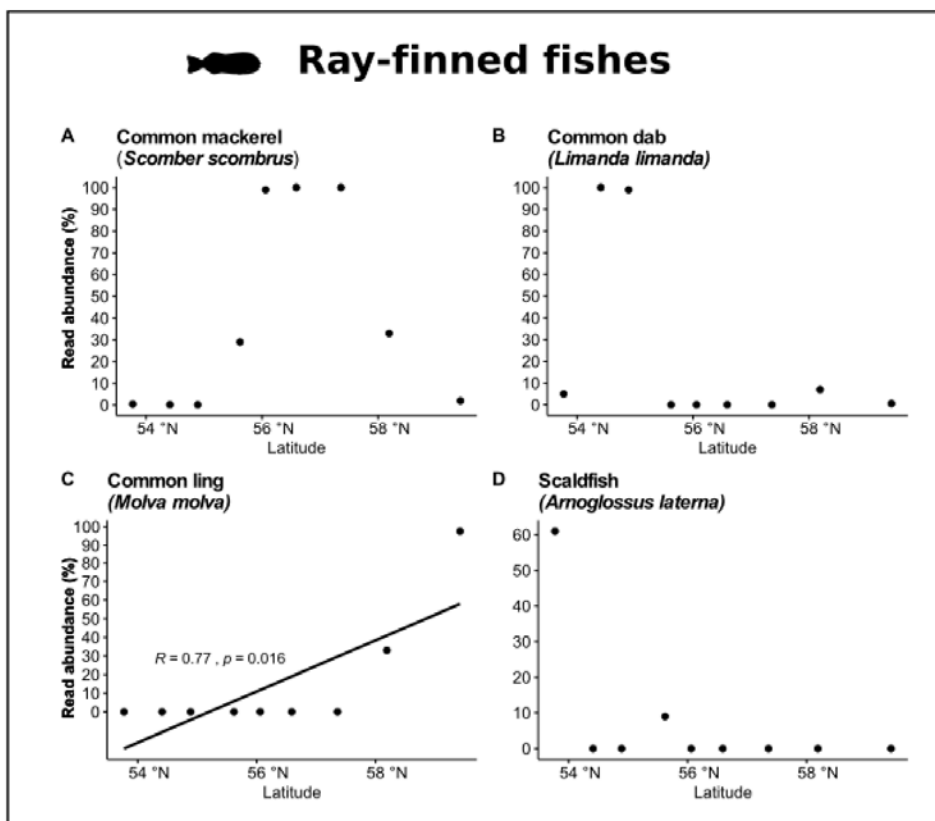 Ray-finned fishes
A
Common mackerel
(Scomber scombrus)
Read abundance (%)
100
90
80
70
60
50
40
30
20
10
0
54 °N
56 °N
58 °N
Latitude
B
Common dab
(Limanda limanda)
100
90
80
70
60
50
40
30
20
10
0
54 °N
56 °N
58 °N
Latitude
C
Common ling
(Molva molva)
Read abundance (%)
100
90
80
70
60
50
40
30
20
10
0
R = 0.77 , p = 0.016
54 °N
56 °N
58 °N
Latitude
D
Scaldfish
(Arnoglossus laterna)
60
50
40
30
20
10
0
54 °N
56 °N
58 °N
Latitude